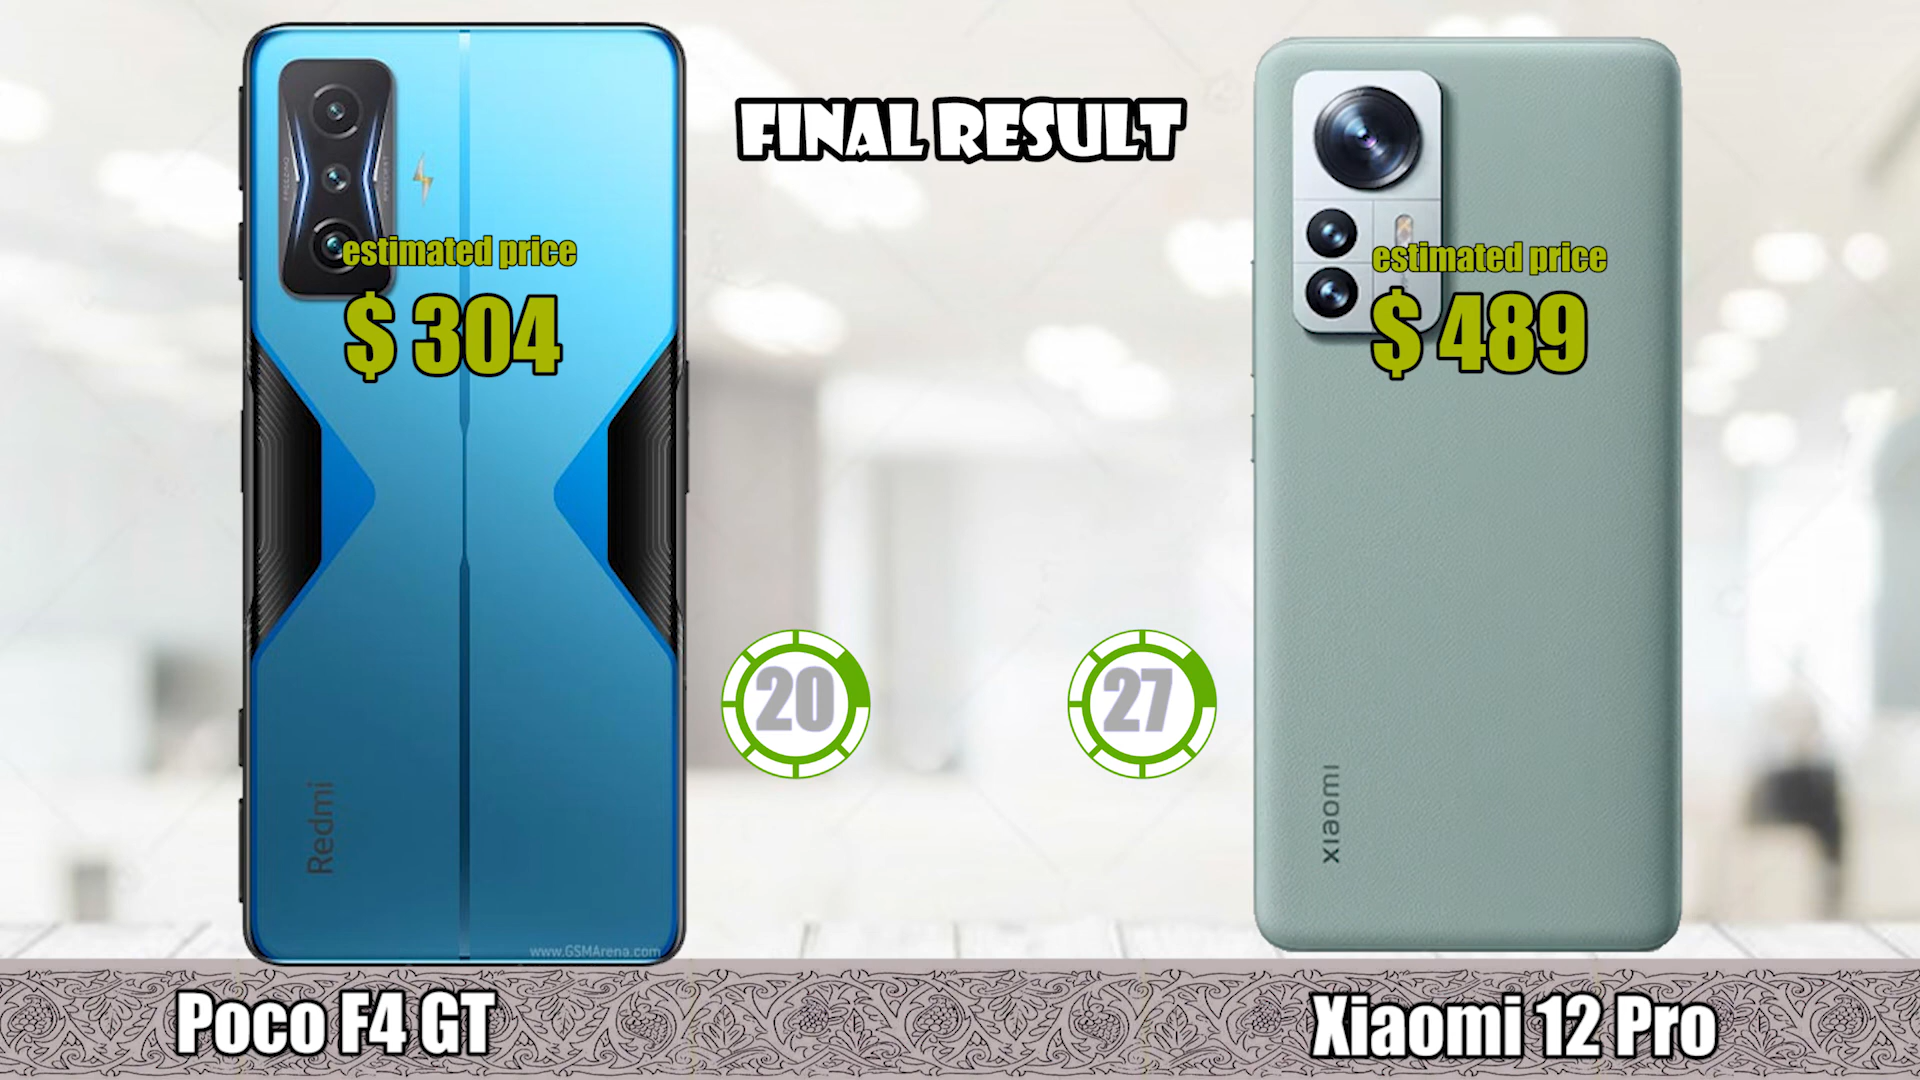 FINAL RESULT
estimated price
$ 304
estimated price
$ 489
20
27
Redmi
xiaomi
www.GSMArena.com
Poco F4 GT
Xiaomi 12 Pro